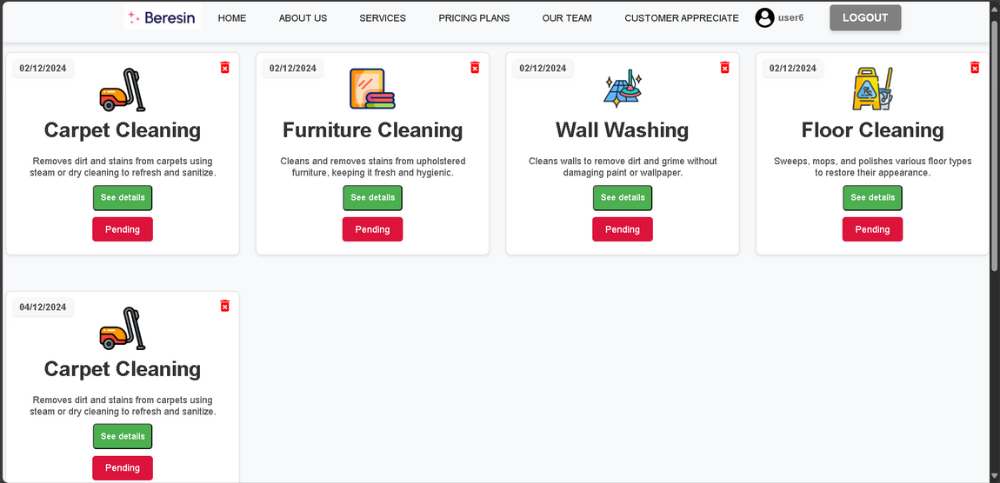 Beresin HOME ABOUT US SERVICES PRICING PLANS OUR TEAM CUSTOMER APPRECIATE user6 LOGOUT
02/12/2024
Carpet Cleaning
Removes dirt and stains from carpets using
steam or dry cleaning to refresh and sanitize.
See details
Pending
02/12/2024
Furniture Cleaning
Cleans and removes stains from upholstered
furniture, keeping it fresh and hygienic.
See details
Pending
02/12/2024
Wall Washing
Cleans walls to remove dirt and grime without
damaging paint or wallpaper.
See details
Pending
02/12/2024
Floor Cleaning
Sweeps, mops, and polishes various floor types
to restore their appearance.
See details
Pending
04/12/2024
Carpet Cleaning
Removes dirt and stains from carpets using
steam or dry cleaning to refresh and sanitize.
See details
Pending